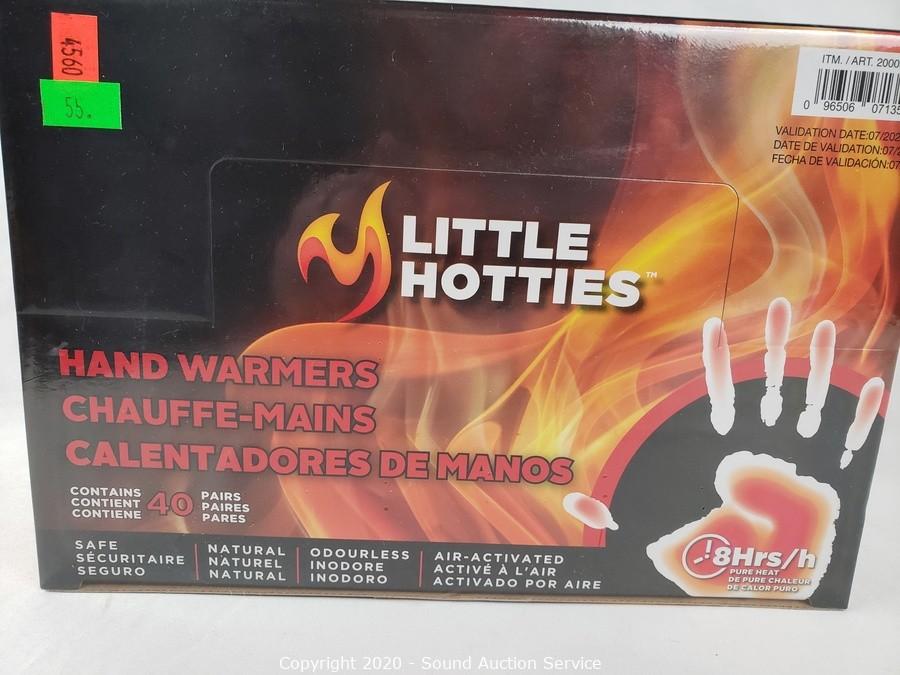 4560
55.
ITM. / ART. 2000
0 96506 0713
VALIDATION DATE:07/202
DATE DE VALIDATION:07/2
FECHA DE VALIDACIÓN:07
LITTLE
HOTTIES™
HAND WARMERS
CHAUFFE-MAINS
CALENTADORES DE MANOS
CONTAINS
CONTIENT
CONTIENE
40
PAIRS
PAIRES
PARES
SAFE
SÉCURITAIRE
SEGURO
NATURAL
NATUREL
NATURAL
ODOURLESS
INODORE
INODORO
AIR-ACTIVATED
ACTIVÉ À L'AIR
ACTIVADO POR AIRE
8Hrs/h
PURE HEAT
DE PURE CHALEUR
DE CALOR PURO
Copyright 2020 - Sound Auction Service